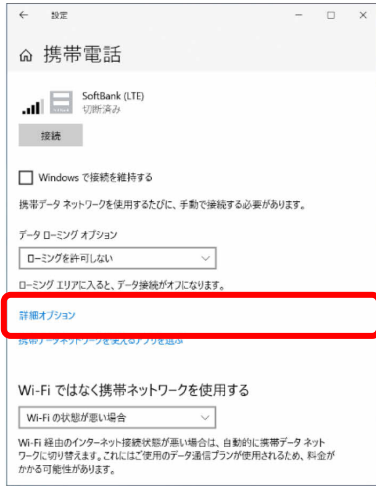 設定
携帯電話
SoftBank (LTE)
切断済み
接続
Windows で接続を維持する
携帯データ ネットワークを使用するたびに、手動で接続する必要があります。
データ ローミング オプション
ローミングを許可しない
ローミング エリアに入ると、データ接続がオフになります。
詳細オプション
携帯データネットワークを使えるアプリを選ぶ
Wi-Fi ではなく携帯ネットワークを使用する
Wi-Fi の状態が悪い場合
Wi-Fi 経由のインターネット接続状態が悪い場合は、自動的に携帯データ ネット
ワークに切り替えます。これにはご使用のデータ通信プランが使用されるため、料金が
かかる可能性があります。